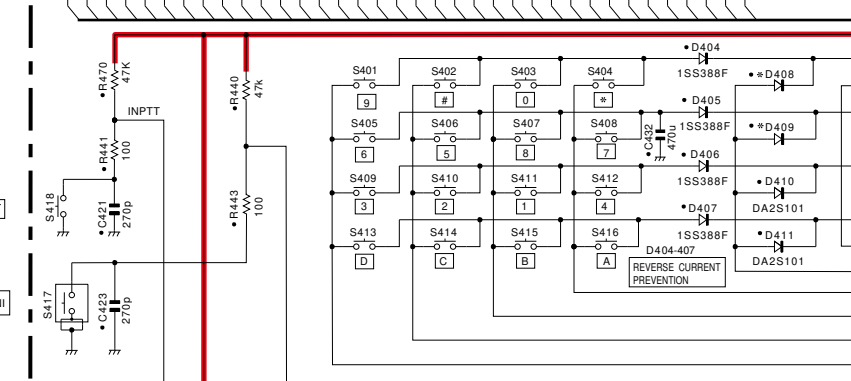 R470
47K
R440
47k
INPTT
R441
100
S418
C421
270p
R443
100
S417
C423
270p
S401
9
S402
#
S403
0
S404
*
D404
1SS388F
*D408
S405
6
S406
5
S407
8
S408
7
C432
470u
D405
1SS388F
*D409
S409
3
S410
2
S411
1
S412
4
D406
1SS388F
D410
DA2S101
S413
D
S414
C
S415
B
S416
A
D407
1SS388F
D411
DA2S101
D404-407
REVERSE CURRENT
PREVENTION